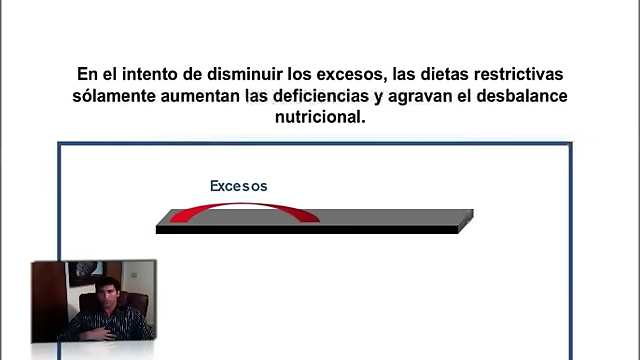 En el intento de disminuir los excesos, las dietas restrictivas
sólamente aumentan las deficiencias y agravan el desbalance
nutricional.
Excesos